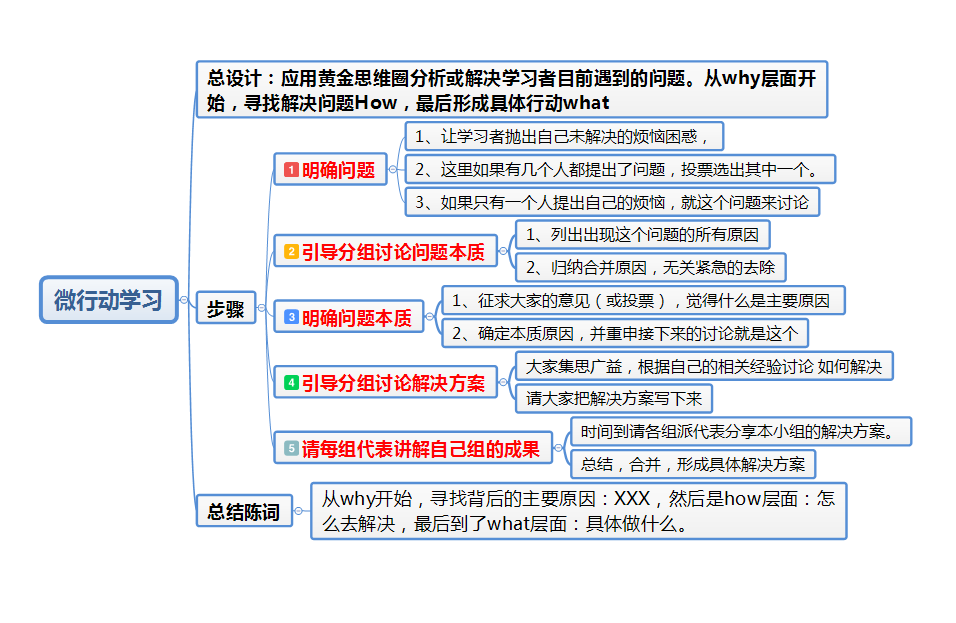 总设计：应用黄金思维圈分析或解决学习者目前遇到的问题。从why层面开
始，寻找解决问题How，最后形成具体行动what
1、让学习者抛出自己未解决的烦恼困惑，
1 明确问题
2、这里如果有几个人都提出了问题，投票选出其中一个。
3、如果只有一个人提出自己的烦恼，就这个问题来讨论
1、列出出现这个问题的所有原因
2 引导分组讨论问题本质
2、归纳合并原因，无关紧急的去除
微行动学习
步骤
1、征求大家的意见（或投票），觉得什么是主要原因
3 明确问题本质
2、确定本质原因，并重申接下来的讨论就是这个
大家集思广益，根据自己的相关经验讨论 如何解决
4 引导分组讨论解决方案
请大家把解决方案写下来
时间到请各组派代表分享本小组的解决方案。
5 请每组代表讲解自己组的成果
总结，合并，形成具体解决方案
总结陈词
从why开始，寻找背后的主要原因：XXX，然后是how层面：怎
么去解决，最后到了what层面：具体做什么。